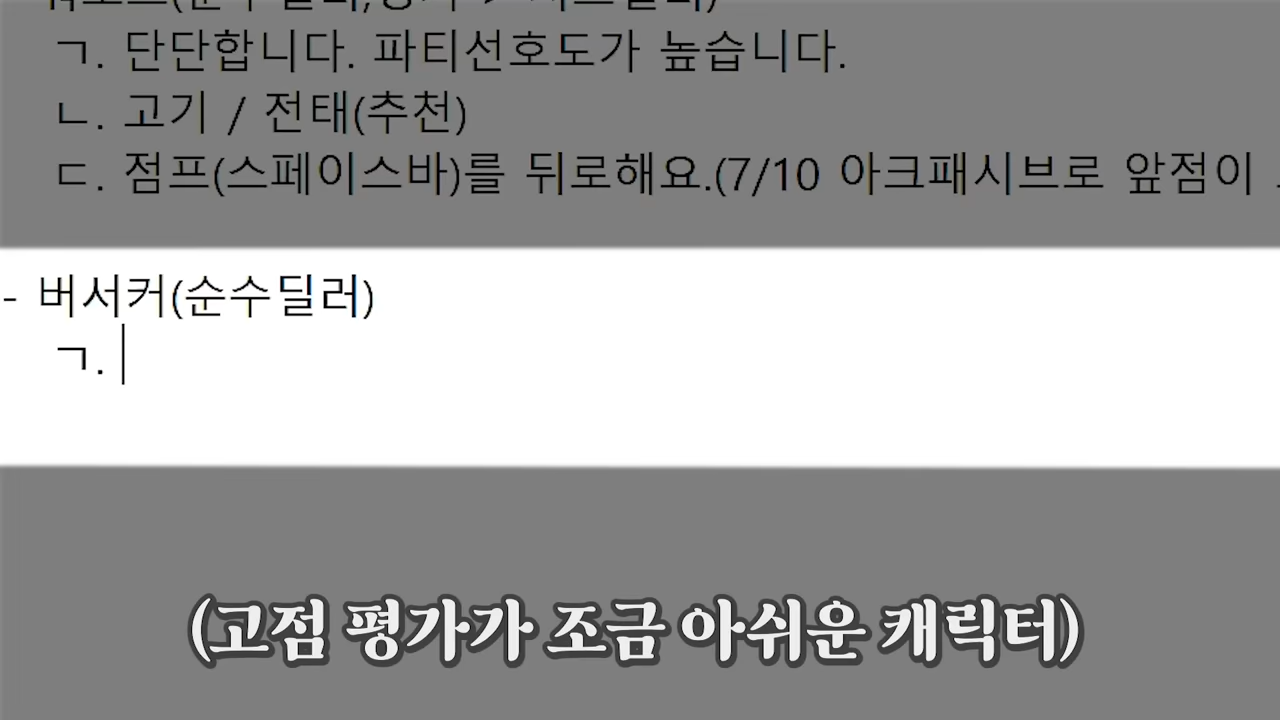 ㄱ. 단단합니다. 파티선호도가 높습니다.
ㄴ. 고기 / 전태(추천)
ㄷ. 점프(스페이스바)를 뒤로해요.(7/10 아크패시브로 앞점이
- 버서커(순수딜러)
ㄱ.
(고점 평가가 조금 아쉬운 캐릭터)